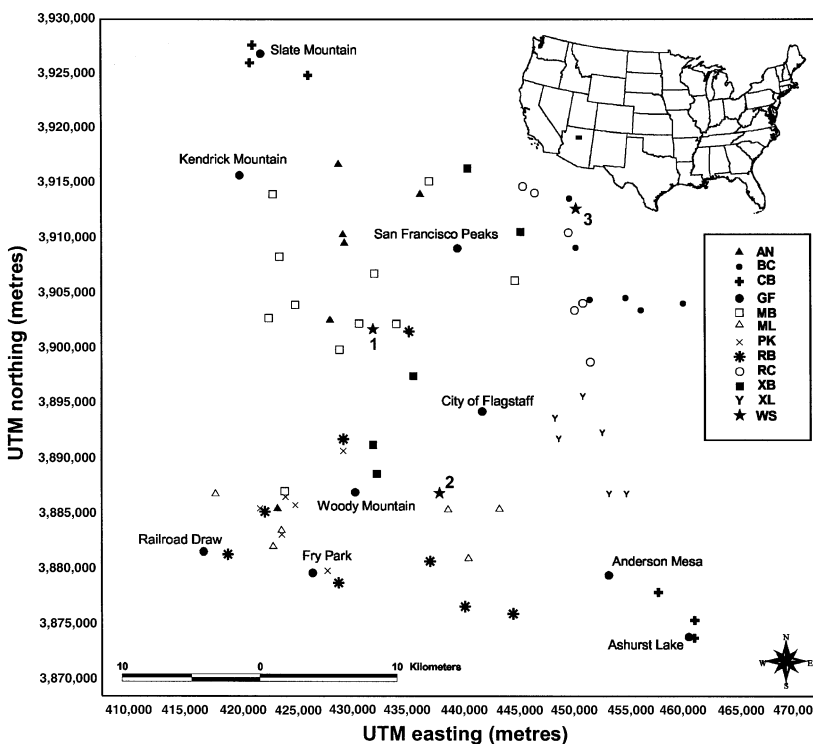 3,930,000
Slate Mountain
3,925,000
3,920,000
Kendrick Mountain
3,915,000
3
3,910,000
San Francisco Peaks
3,905,000
1
3,900,000
City of Flagstaff
3,895,000
3,890,000
2
Woody Mountain
3,885,000
Railroad Draw
Fry Park
3,880,000
Anderson Mesa
3,875,000
Ashurst Lake
3,870,000
UTM northing (metres)
AN
BC
CB
GF
MB
ML
PK
RB
RC
XB
XL
WS
10 0 10 Kilometers
N
W E
S
410,000 415,000 420,000 425,000 430,000 435,000 440,000 445,000 450,000 455,000 460,000 465,000 470,000
UTM easting (metres)